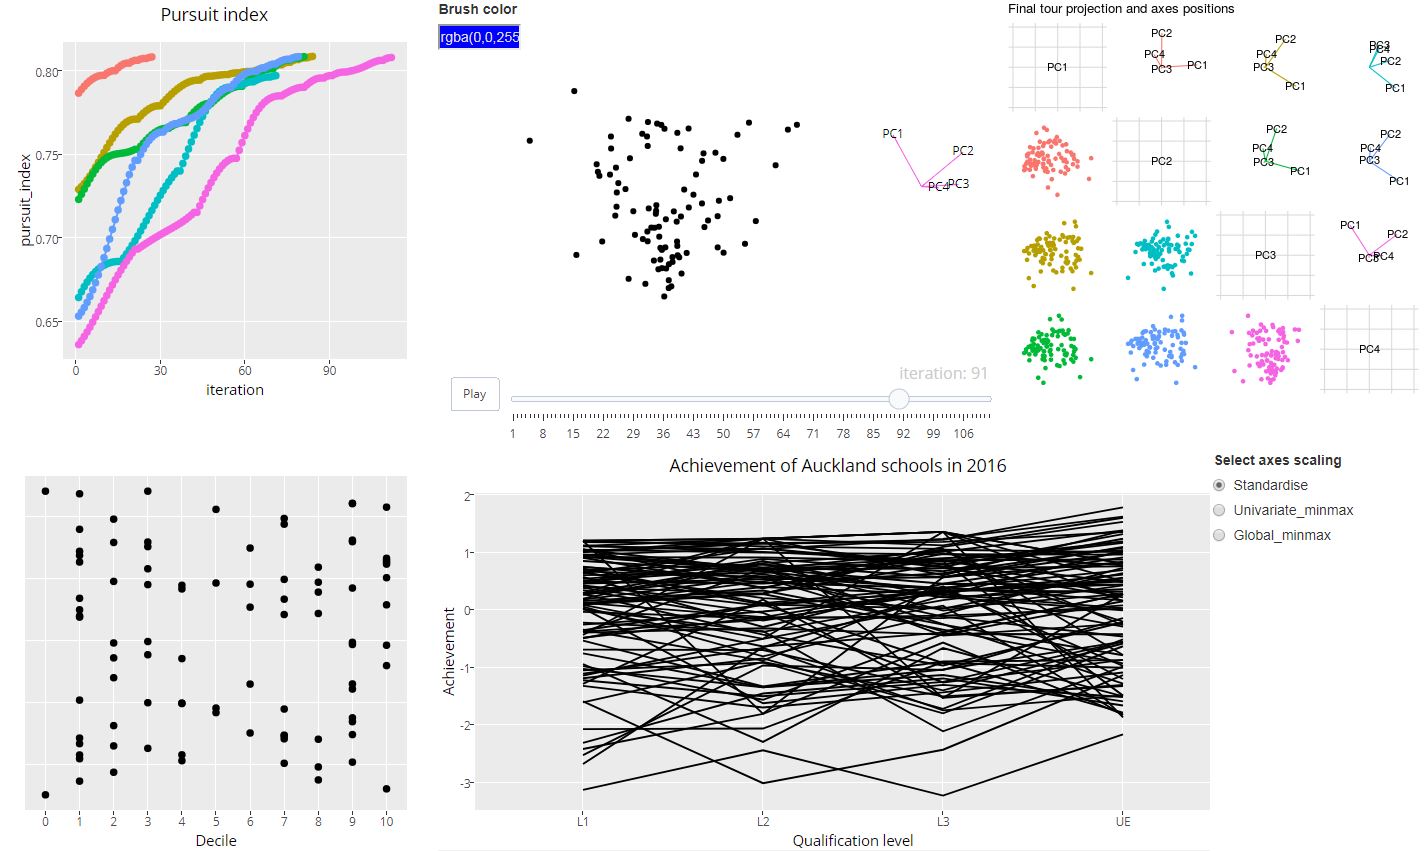 Pursuit index
pursuit_index
0.80
0.75
0.70
0.65
0
30
60
90
iteration
Brush color
rgba(0,0,255
PC1
PC2
PC4
PC3
iteration: 91
Play
1 8 15 22 29 36 43 50 57 64 71 78 85 92 99 106
Final tour projection and axes positions
PC1
PC2
PC4
PC3
PC1
PC2
PC4
PC3
PC1
PC3
PC4
PC2
PC1
PC2
PC2
PC4
PC3
PC1
PC2
PC4
PC3
PC1
PC3
PC1
PC2
PC3
PC4
PC4
0 1 2 3 4 5 6 7 8 9 10
Decile
Achievement of Auckland schools in 2016
Achievement
2
1
0
-1
-2
-3
L1 L2 L3 UE
Qualification level
Select axes scaling
Standardise
Univariate_minmax
Global_minmax